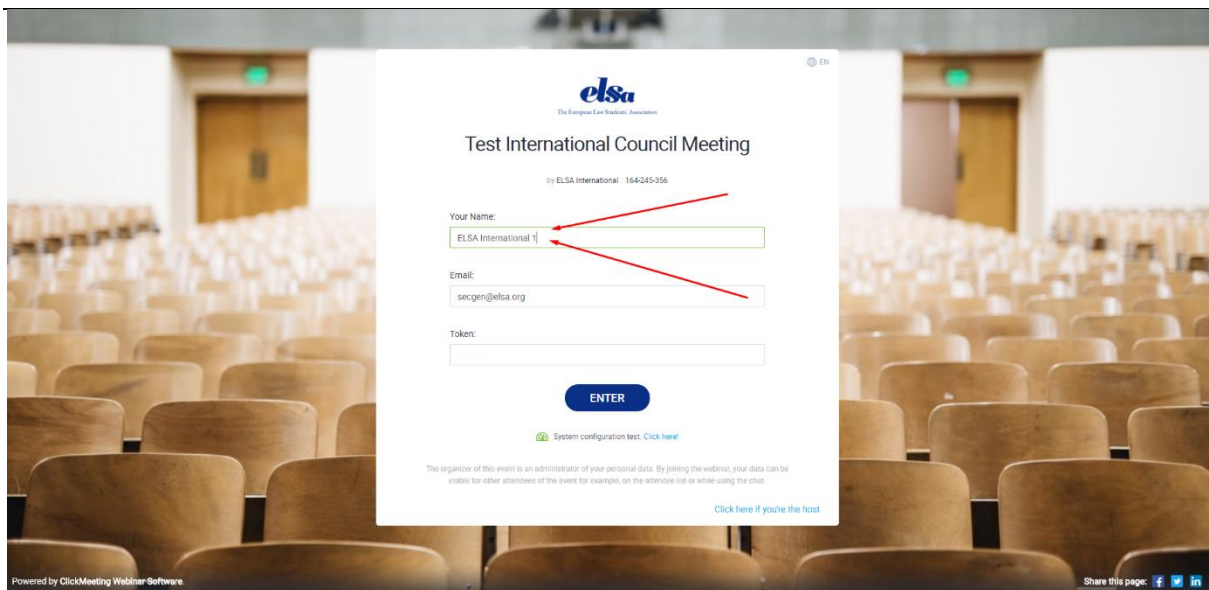 EN
elsa
The European Law Students' Association
Test International Council Meeting
by ELSA International 164-245-356
Your Name:
ELSA International 1
Email:
secgen@elsa.org
Token:
ENTER
System configuration test. Click here!
The organizer of this event is an administrator of your personal data. By joining the webinar, your data can be
visible for other attendees of the event for example, on the attendee list or while using the chat.
Click here if you're the host
Powered by ClickMeeting Webinar Software.
Share this page: